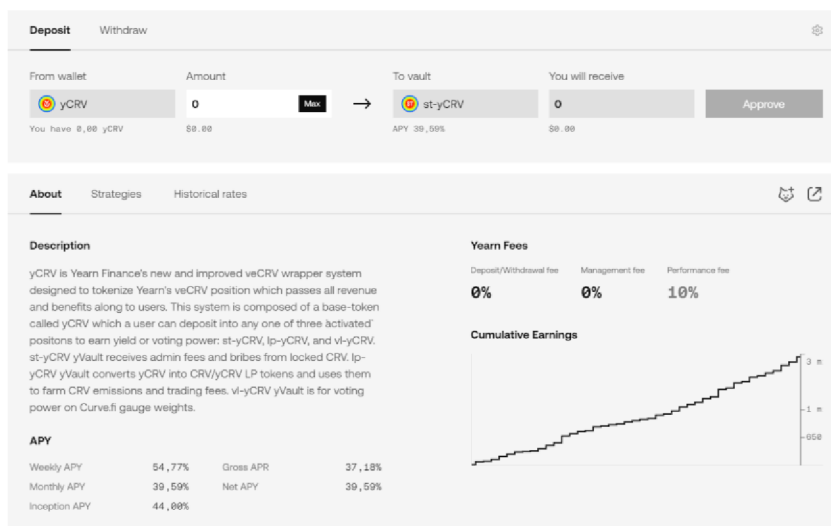 Deposit Withdraw
From wallet Amount To vault You will receive
yCRV 0 Max → st-yCRV 0 Approve
You have 0,00 yCRV $0.00 APY 39,59% $0.00
About Strategies Historical rates
Description
yCRV is Yearn Finance's new and improved veCRV wrapper system
designed to tokenize Yearn's veCRV position which passes all revenue
and benefits along to users. This system is composed of a base-token
called yCRV which a user can deposit into any one of three `activated`
positons to earn yield or voting power: st-yCRV, lp-yCRV, and vl-yCRV.
st-yCRV yVault receives admin fees and bribes from locked CRV. lp-
yCRV yVault converts yCRV into CRV/yCRV LP tokens and uses them
to farm CRV emissions and trading fees. vl-yCRV yVault is for voting
power on Curve.fi gauge weights.
APY
Weekly APY 54,77% Gross APR 37,18%
Monthly APY 39,59% Net APY 39,59%
Inception APY 44,00%
Yearn Fees
Deposit/Withdrawal fee Management fee Performance fee
0% 0% 10%
Cumulative Earnings
3 m
1 m
650